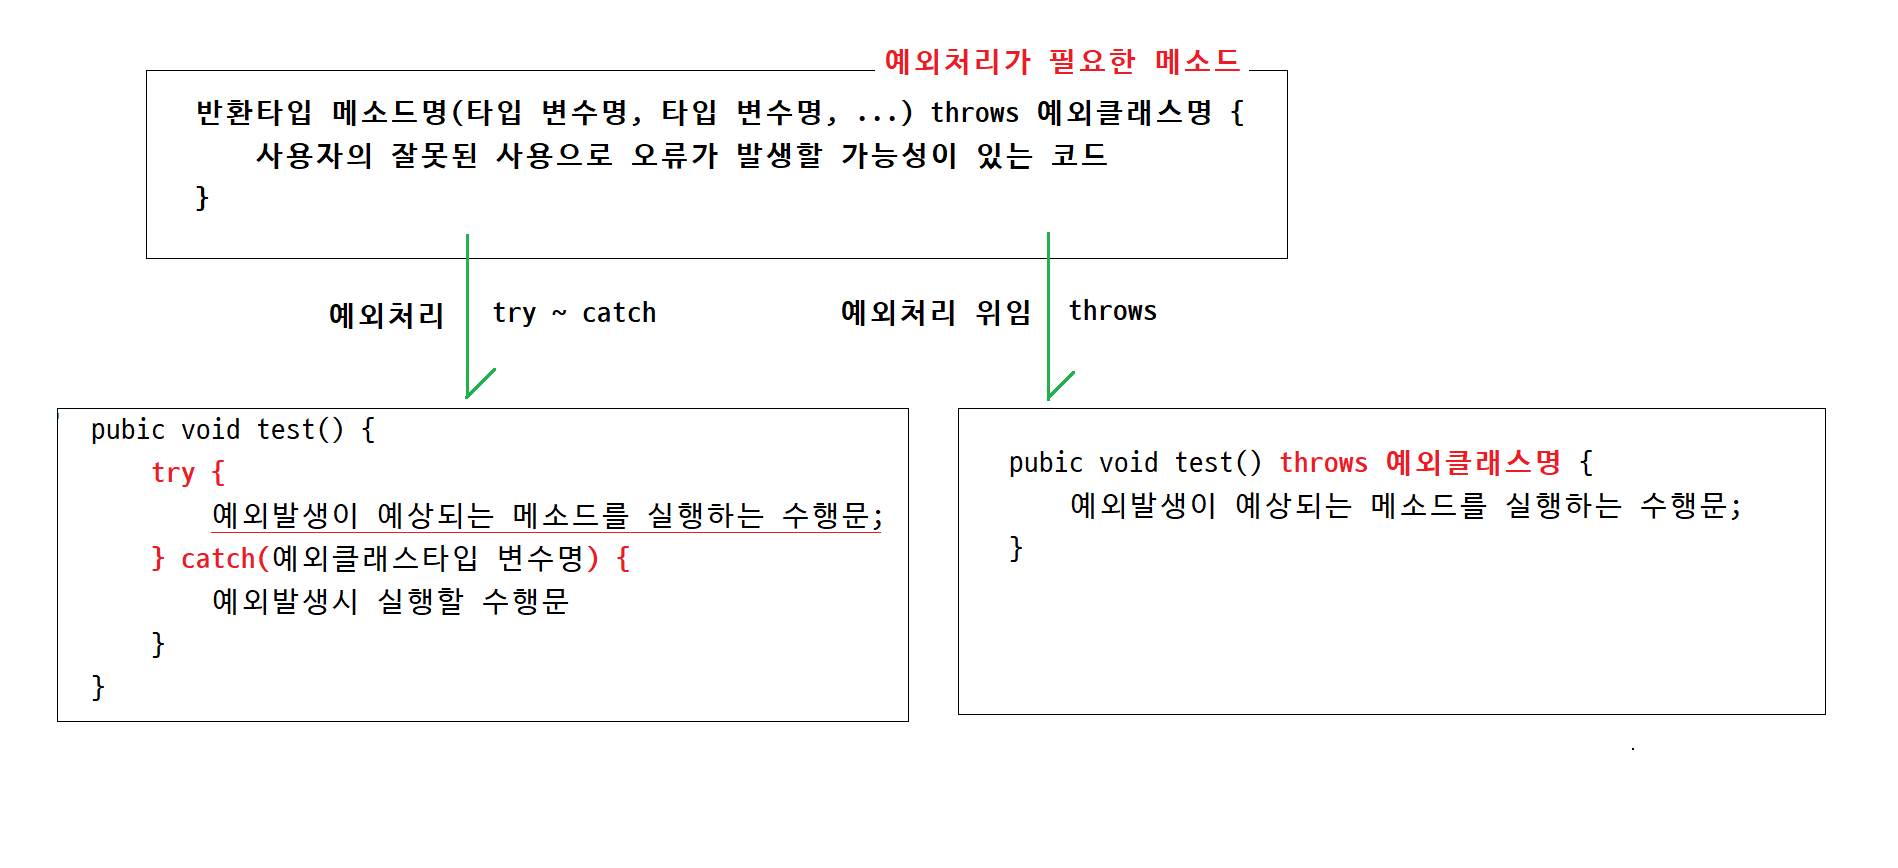 예외처리가 필요한 메소드
반환타입 메소드명(타입 변수명, 타입 변수명, ...) throws 예외클래스명 {
사용자의 잘못된 사용으로 오류가 발생할 가능성이 있는 코드
}
예외처리 try ~ catch
예외처리 위임 throws
pubic void test() {
try {
예외발생이 예상되는 메소드를 실행하는 수행문;
} catch(예외클래스타입 변수명) {
예외발생시 실행할 수행문
}
}
pubic void test() throws 예외클래스명 {
예외발생이 예상되는 메소드를 실행하는 수행문;
}